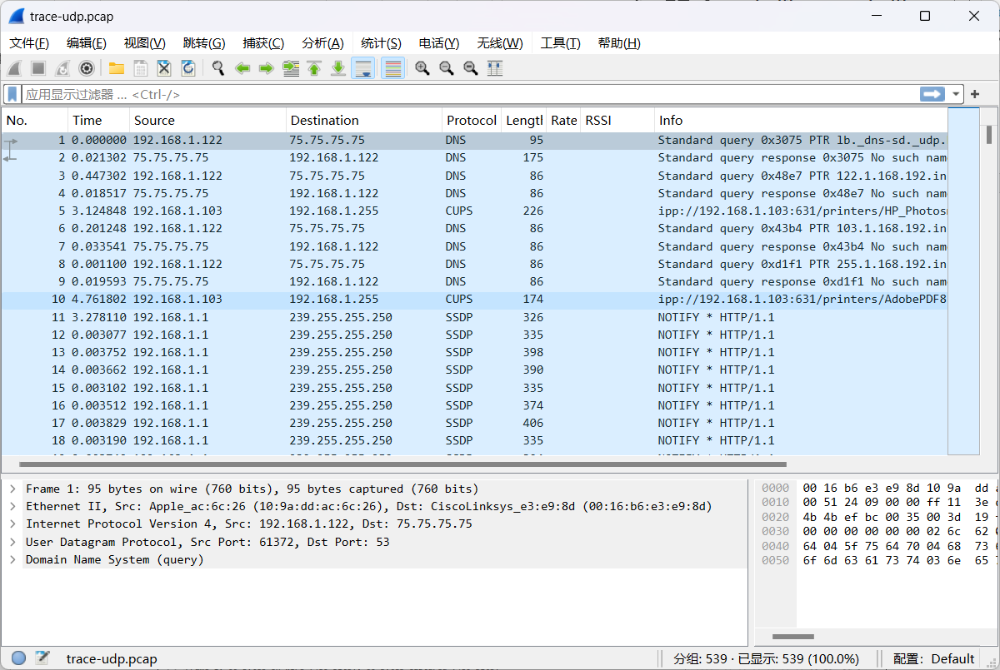 trace-udp.pcap
文件(F) 编辑(E) 视图(V) 跳转(G) 捕获(C) 分析(A) 统计(S) 电话(Y) 无线(W) 工具(T) 帮助(H)
应用显示过滤器 … <Ctrl-/>
No. Time Source Destination Protocol Lengtl Rate RSSI Info
1 0.000000 192.168.1.122 75.75.75.75 DNS 95 Standard query 0x3075 PTR lb._dns-sd._udp.
2 0.021302 75.75.75.75 192.168.1.122 DNS 175 Standard query response 0x3075 No such nam
3 0.447302 192.168.1.122 75.75.75.75 DNS 86 Standard query 0x48e7 PTR 122.1.168.192.in
4 0.018517 75.75.75.75 192.168.1.122 DNS 86 Standard query response 0x48e7 No such nam
5 3.124848 192.168.1.103 192.168.1.255 CUPS 226 ipp://192.168.1.103:631/printers/HP_Photos
6 0.201248 192.168.1.122 75.75.75.75 DNS 86 Standard query 0x43b4 PTR 103.1.168.192.in
7 0.033541 75.75.75.75 192.168.1.122 DNS 86 Standard query response 0x43b4 No such nam
8 0.001100 192.168.1.122 75.75.75.75 DNS 86 Standard query 0xd1f1 PTR 255.1.168.192.in
9 0.019593 75.75.75.75 192.168.1.122 DNS 86 Standard query response 0xd1f1 No such nam
10 4.761802 192.168.1.103 192.168.1.255 CUPS 174 ipp://192.168.1.103:631/printers/AdobePDF8
11 3.278110 192.168.1.1 239.255.255.250 SSDP 326 NOTIFY * HTTP/1.1
12 0.003077 192.168.1.1 239.255.255.250 SSDP 335 NOTIFY * HTTP/1.1
13 0.003752 192.168.1.1 239.255.255.250 SSDP 398 NOTIFY * HTTP/1.1
14 0.003662 192.168.1.1 239.255.255.250 SSDP 390 NOTIFY * HTTP/1.1
15 0.003102 192.168.1.1 239.255.255.250 SSDP 335 NOTIFY * HTTP/1.1
16 0.003512 192.168.1.1 239.255.255.250 SSDP 374 NOTIFY * HTTP/1.1
17 0.003829 192.168.1.1 239.255.255.250 SSDP 406 NOTIFY * HTTP/1.1
18 0.003190 192.168.1.1 239.255.255.250 SSDP 335 NOTIFY * HTTP/1.1
Frame 1: 95 bytes on wire (760 bits), 95 bytes captured (760 bits)
Ethernet II, Src: Apple_ac:6c:26 (10:9a:dd:ac:6c:26), Dst: CiscoLinksys_e3:e9:8d (00:16:b6:e3:e9:8d)
Internet Protocol Version 4, Src: 192.168.1.122, Dst: 75.75.75.75
User Datagram Protocol, Src Port: 61372, Dst Port: 53
Domain Name System (query)
0000 00 16 b6 e3 e9 8d 10 9a dd
0010 00 51 24 09 00 00 ff 11 3e
0020 4b 4b ef bc 00 35 00 3d 19
0030 00 00 00 00 00 00 02 6c 62
0040 64 04 5f 75 64 70 04 68 73
0050 6f 6d 63 61 73 74 03 6e 65
trace-udp.pcap 分组: 539 · 已显示: 539 (100.0%) 配置: Default